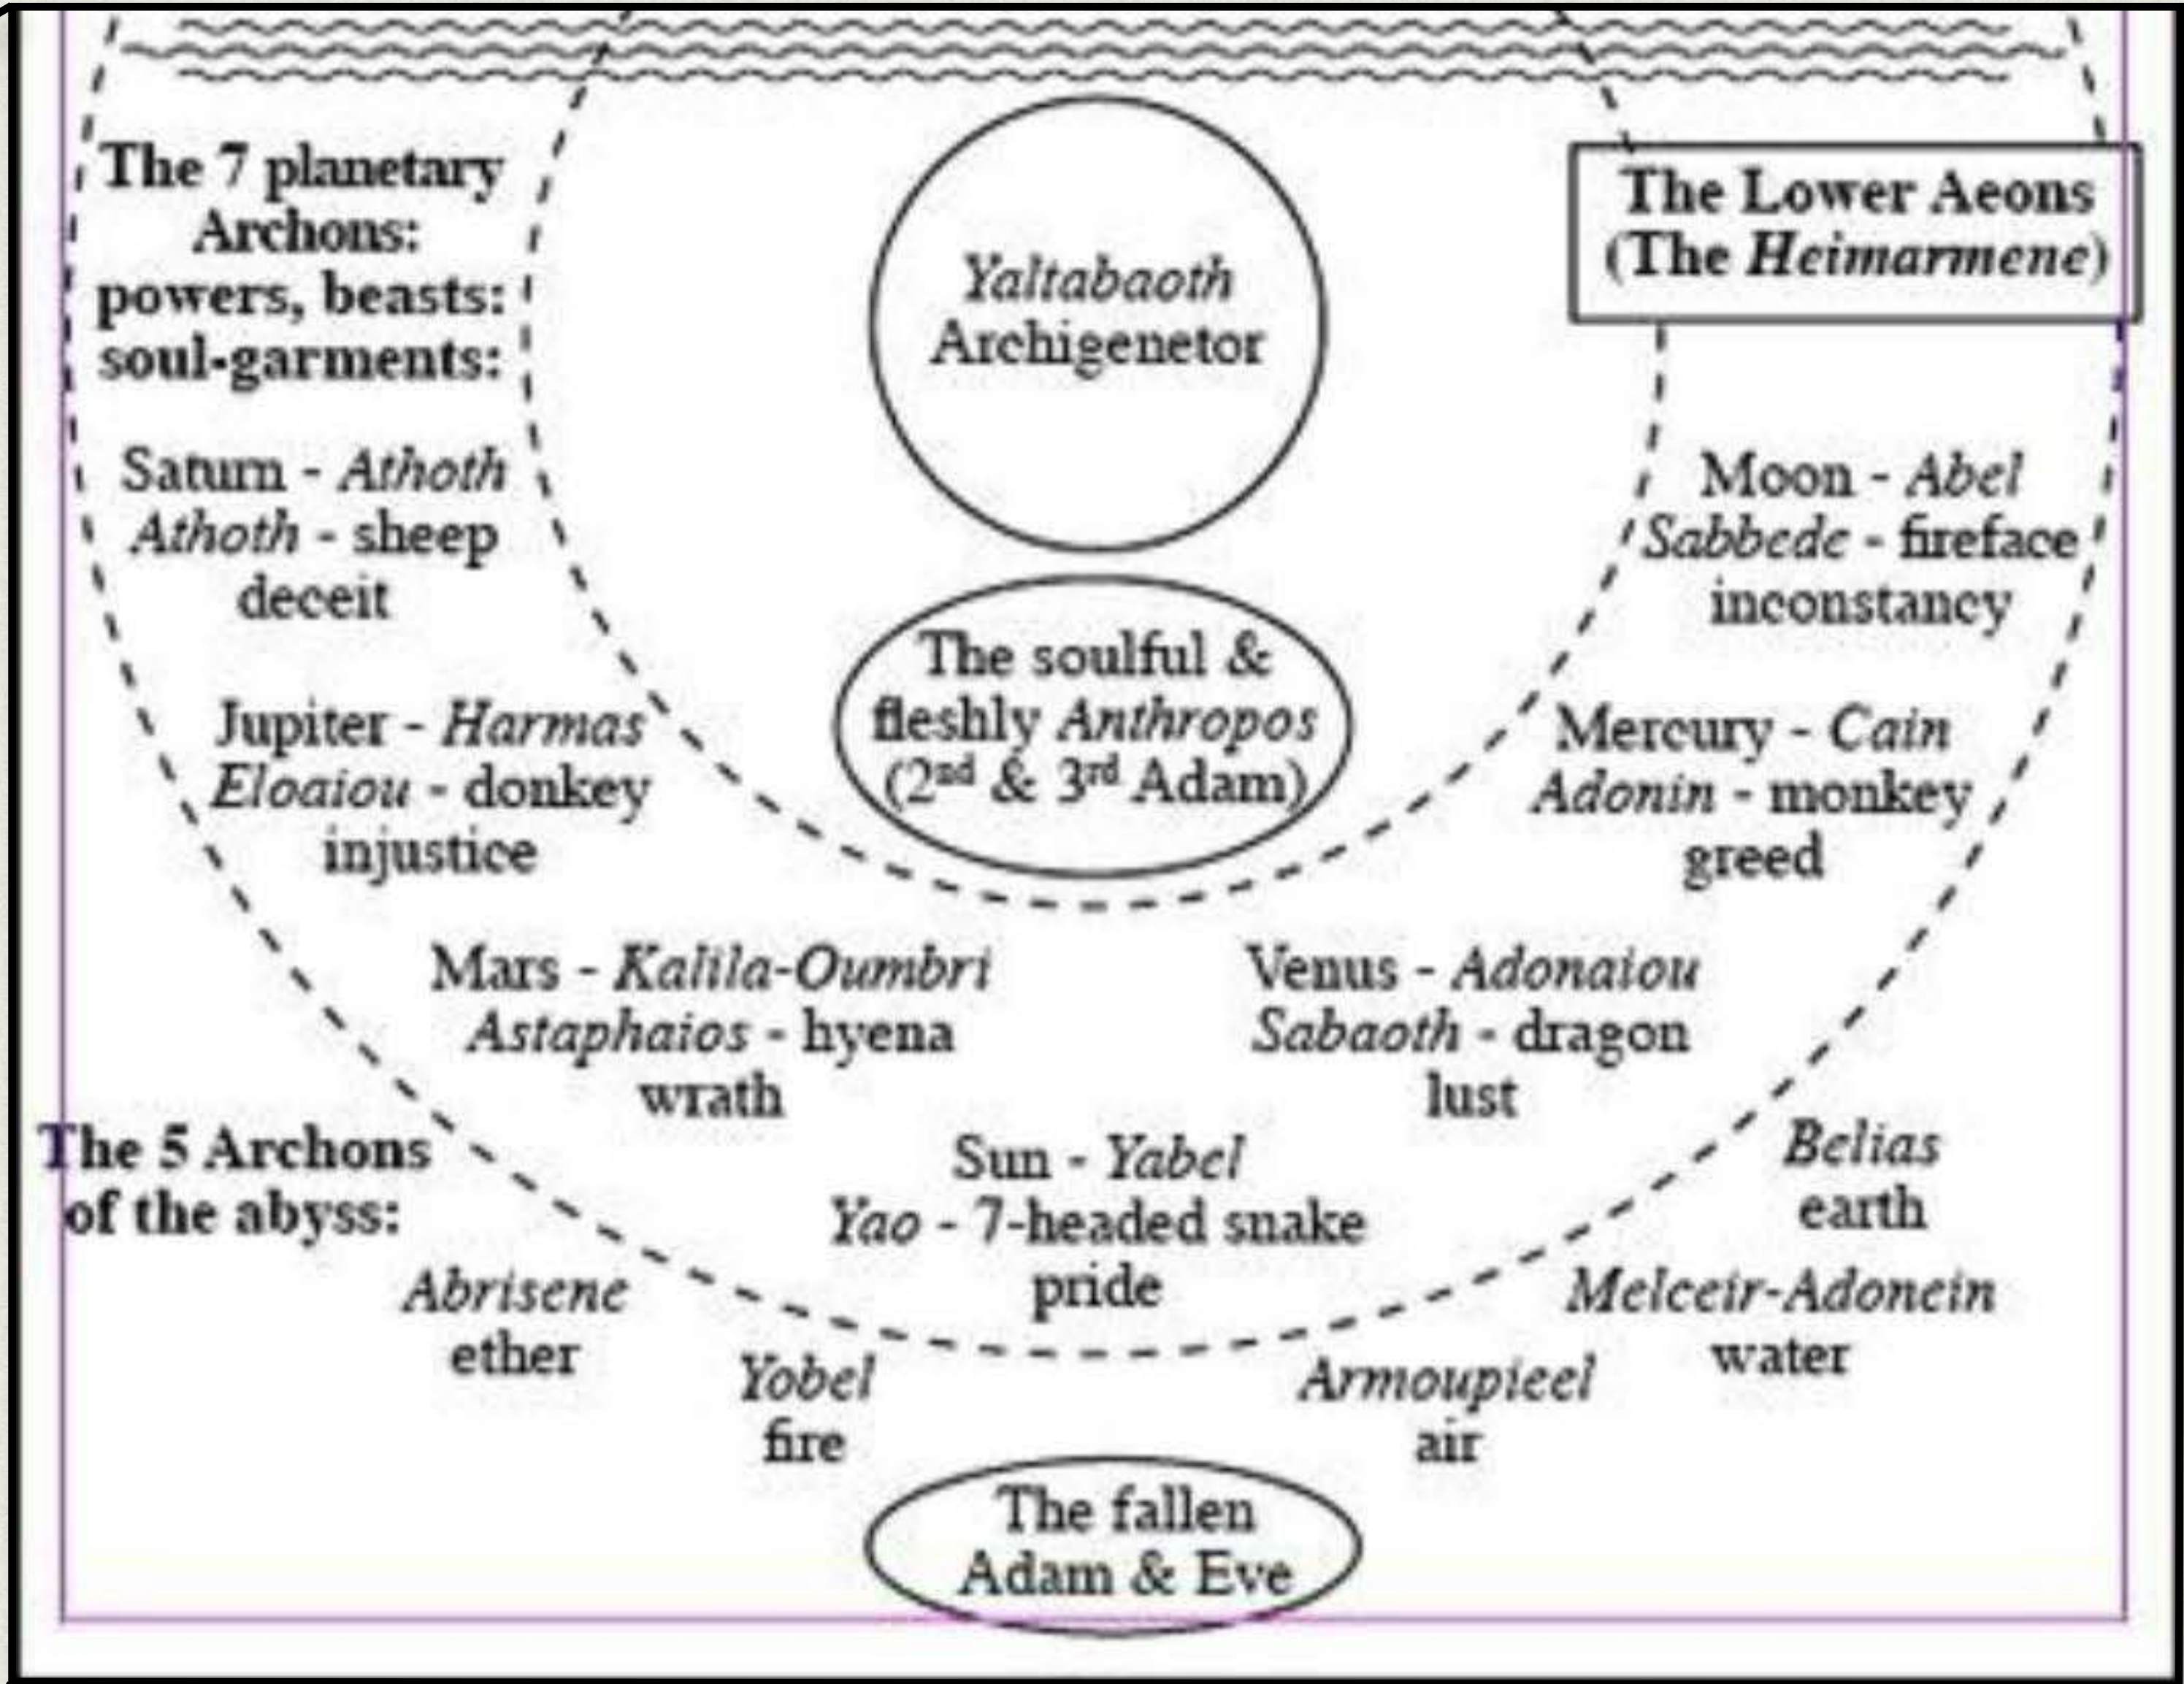 The 7 planetary
Archons:
powers, beasts:
soul-garments:
Yaltabaoth
Archigenetor
The Lower Aeons
(The Heimarmene)
Saturn - Athoth
Athoth - sheep
deceit
Moon - Abel
Sabbede - fireface
inconstancy
The soulful &
fleshly Anthropos
(2nd & 3rd Adam)
Jupiter - Harmas
Eloaiou - donkey
injustice
Mercury - Cain
Adonin - monkey
greed
Mars - Kalila-Oumbri
Astaphaios - hyena
wrath
Venus - Adonaiou
Sabaoth - dragon
lust
Sun - Yabel
Yao - 7-headed snake
pride
The 5 Archons
of the abyss:
Abrisene
ether
Yobel
fire
Armoupieel
air
Melceir-Adonein
water
Belias
earth
The fallen
Adam & Eve